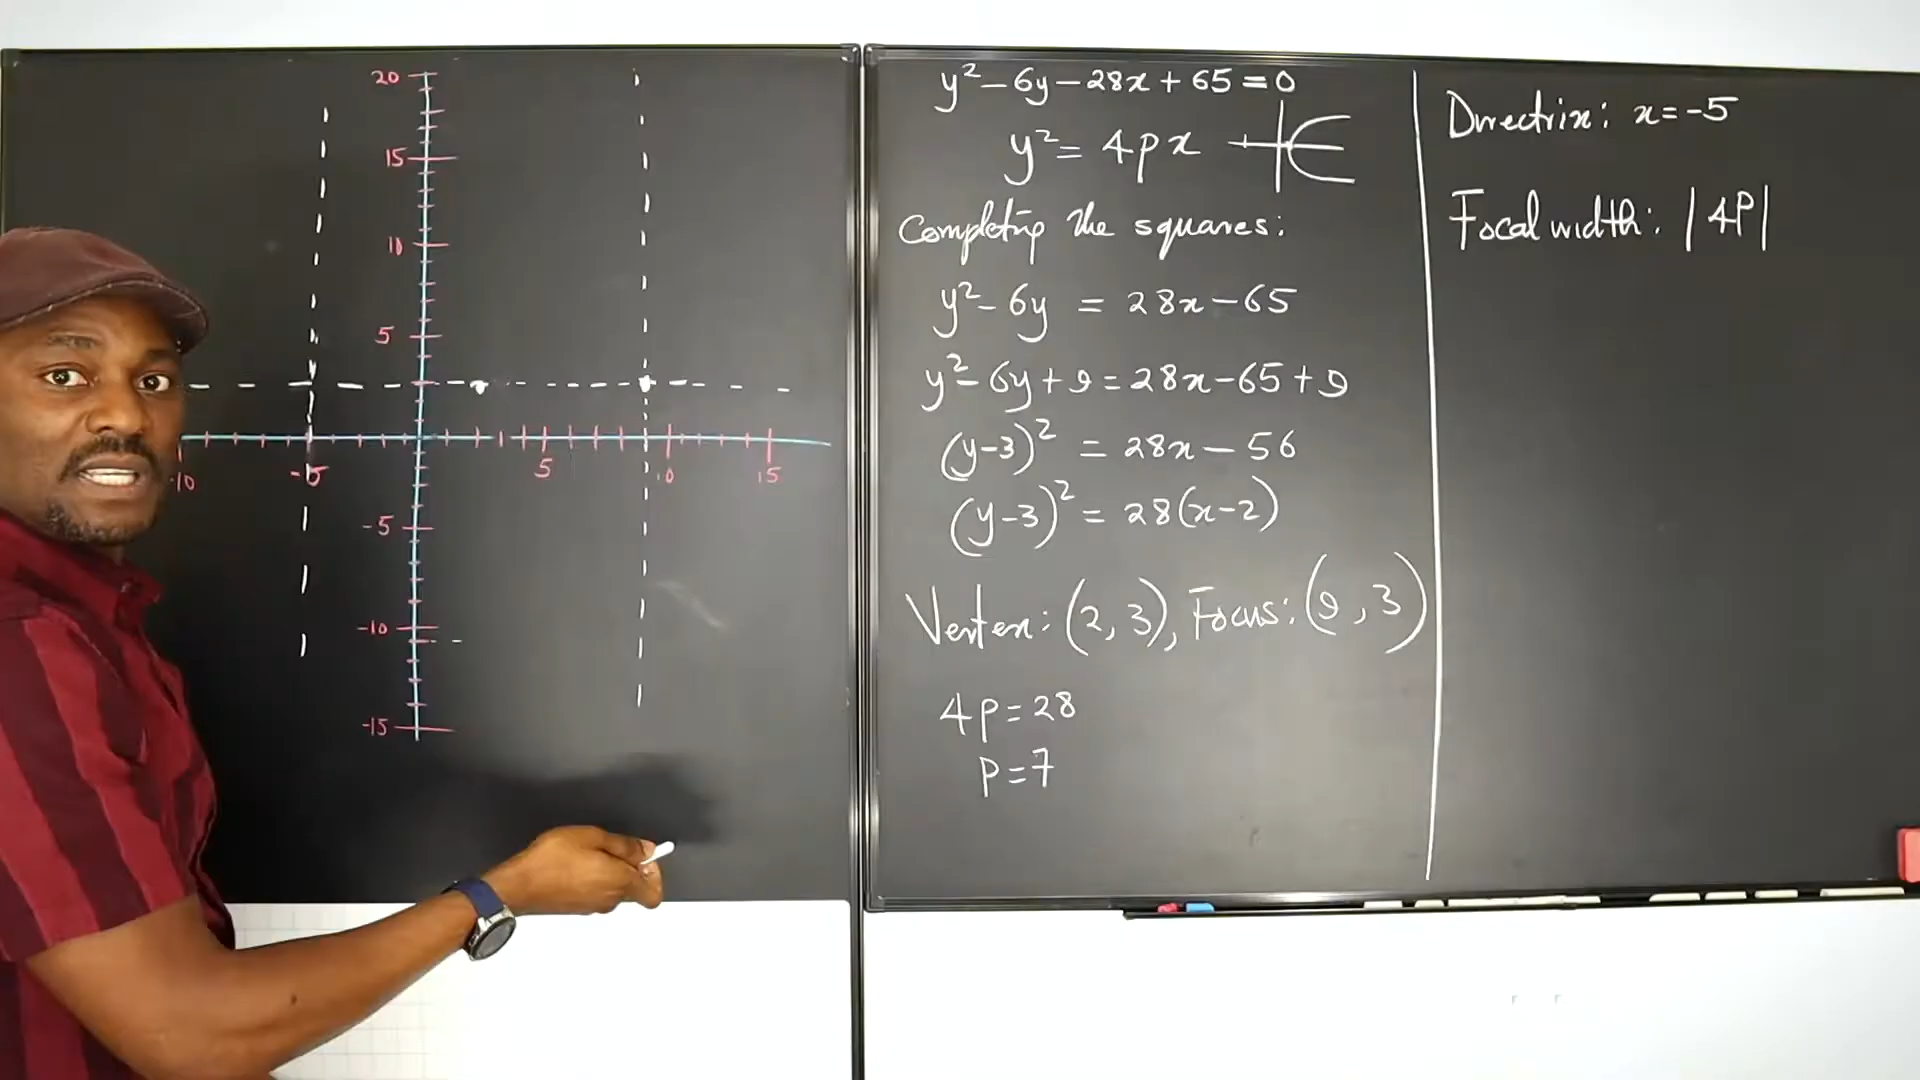 20
15
10
5
-10
-5
5
10
15
-5
-10
-15
y² - 6y - 28x + 65 = 0
y² = 4px
Completing the squares:
y² - 6y = 28x - 65
y² - 6y + 9 = 28x - 65 + 9
(y-3)² = 28x - 56
(y-3)² = 28(x-2)
Vertex: (2, 3), Focus: (9, 3)
4p = 28
p = 7
Directrix: x = -5
Focal width: |4P|